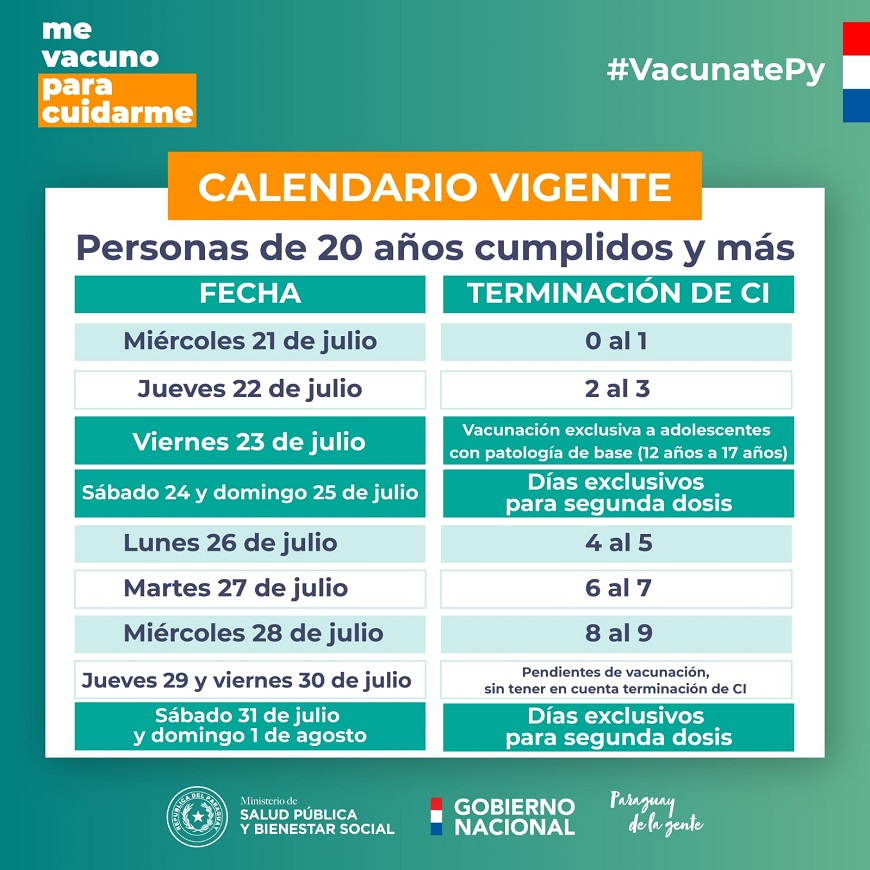 me
vacuno
para
cuidarme
#VacunatePy
CALENDARIO VIGENTE
Personas de 20 años cumplidos y más
FECHA
TERMINACIÓN DE CI
Miércoles 21 de julio
0 al 1
Jueves 22 de julio
2 al 3
Viernes 23 de julio
Vacunación exclusiva a adolescentes
con patología de base (12 años a 17 años)
Sábado 24 y domingo 25 de julio
Días exclusivos
para segunda dosis
Lunes 26 de julio
4 al 5
Martes 27 de julio
6 al 7
Miércoles 28 de julio
8 al 9
Jueves 29 y viernes 30 de julio
Pendientes de vacunación,
sin tener en cuenta terminación de CI
Sábado 31 de julio
y domingo 1 de agosto
Días exclusivos
para segunda dosis
REPUBLICA DEL PARAGUAY
Ministerio de
SALUD PÚBLICA
Y BIENESTAR SOCIAL
GOBIERNO
NACIONAL
Paraguay
de la gente